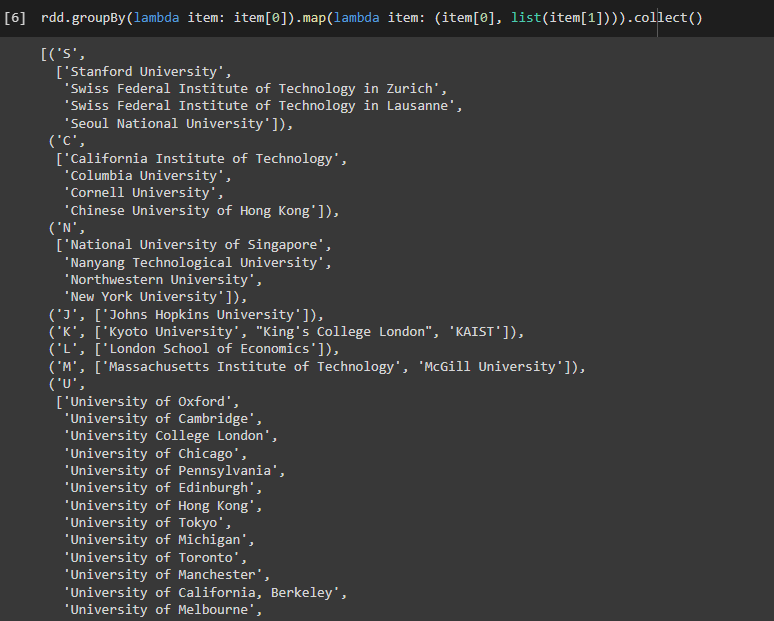 [6] rdd.groupBy(lambda item: item[0]).map(lambda item: (item[0], list(item[1]))).collect()
[('S',
['Stanford University',
'Swiss Federal Institute of Technology in Zurich',
'Swiss Federal Institute of Technology in Lausanne',
'Seoul National University']),
('C',
['California Institute of Technology',
'Columbia University',
'Cornell University',
'Chinese University of Hong Kong']),
('N',
['National University of Singapore',
'Nanyang Technological University',
'Northwestern University',
'New York University']),
('J', ['Johns Hopkins University']),
('K', ['Kyoto University', "King's College London", 'KAIST']),
('L', ['London School of Economics']),
('M', ['Massachusetts Institute of Technology', 'McGill University']),
('U',
['University of Oxford',
'University of Cambridge',
'University College London',
'University of Chicago',
'University of Pennsylvania',
'University of Edinburgh',
'University of Hong Kong',
'University of Tokyo',
'University of Michigan',
'University of Toronto',
'University of Manchester',
'University of California, Berkeley',
'University of Melbourne',